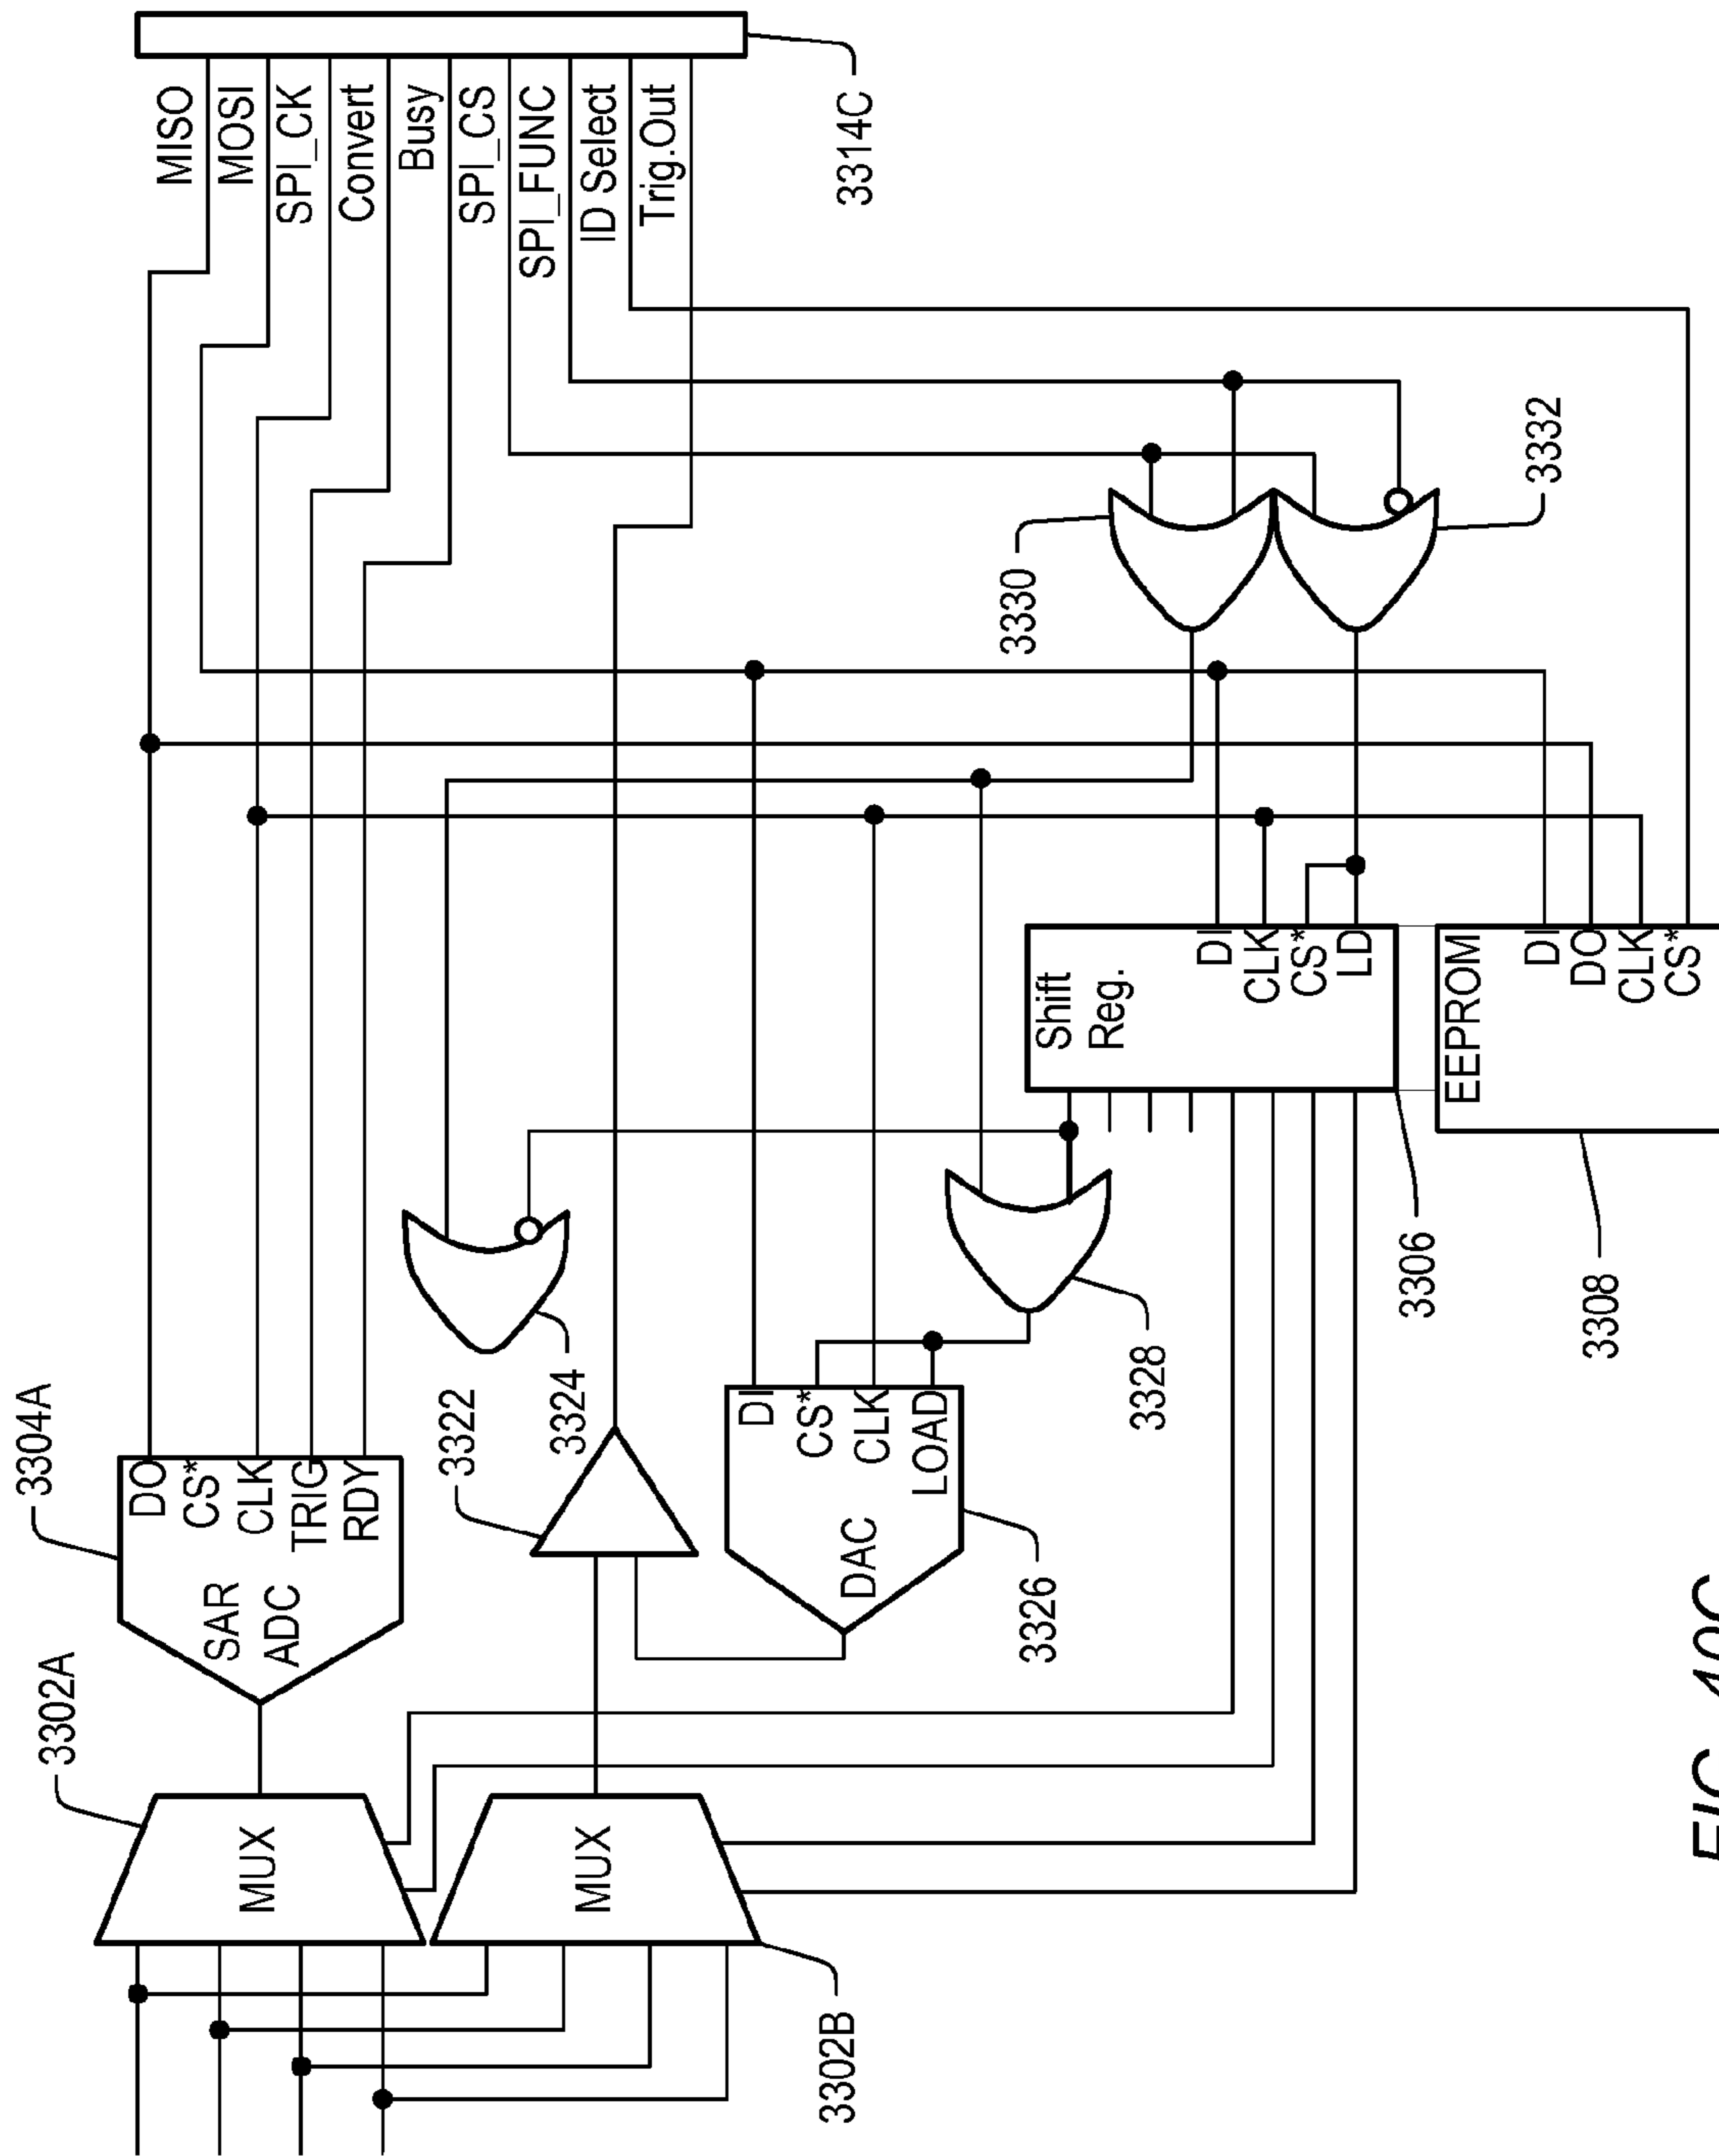 3304A
3302A
3302B
MUX
MUX
SAR
ADC
DO
CS*
CLK
TRIG
RDY
3322
3324
DAC
DI
CS*
CLK
LOAD
3326
3328
Shift
Reg.
DI
CLK
CS*
LD
3306
EEPROM
DI
DO
CLK
CS*
3308
3330
3332
MISO
MOSI
SPI_CK
Convert
Busy
SPI_CS
SPI_FUNC
ID Select
Trig.Out
3314C
FIG. 40C